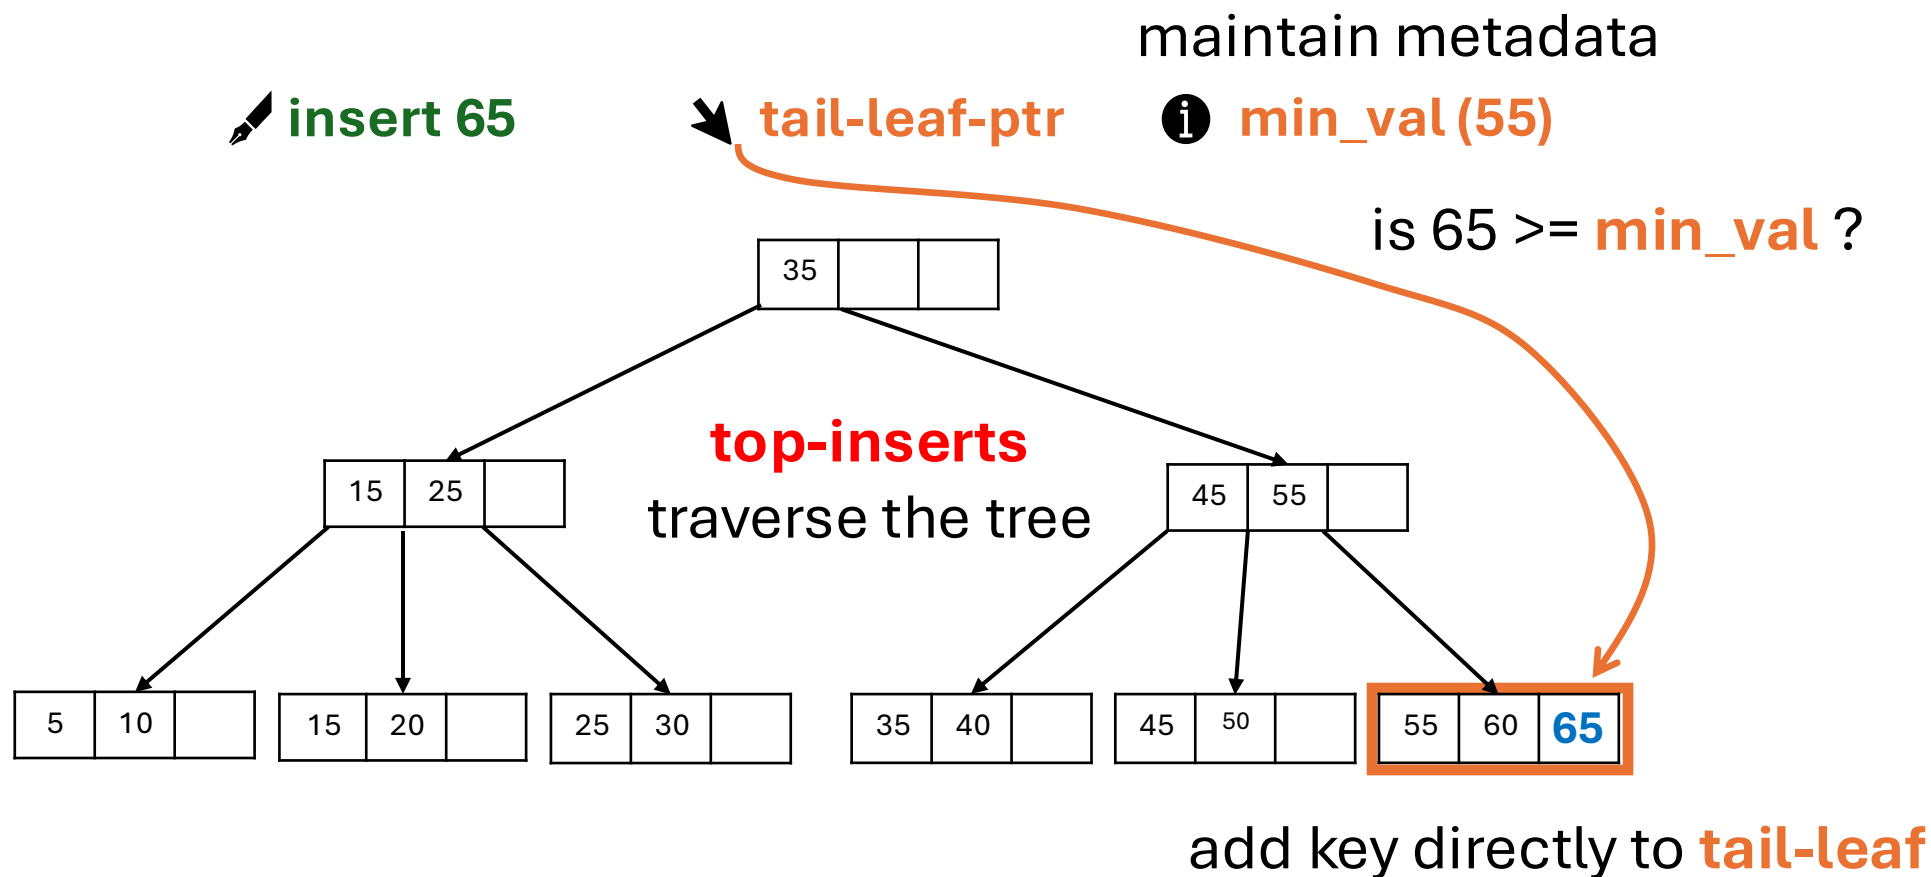 maintain metadata
insert 65
tail-leaf-ptr
min_val (55)
is 65 >= min_val ?
35
top-inserts
traverse the tree
15 25
45 55
5 10
15 20
25 30
35 40
45 50
55 60 65
add key directly to tail-leaf